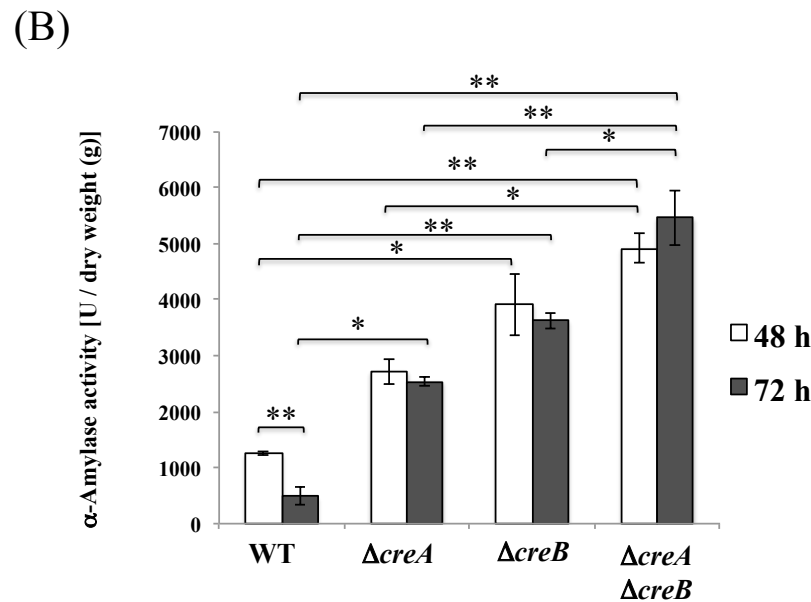 (B)
α-Amylase activity [U / dry weight (g)]
**
**
*
7000
**
6000
*
**
5000
*
4000
*
3000
2000
**
1000
0
48 h
72 h
WT
ΔcreA
ΔcreB
ΔcreA
ΔcreB